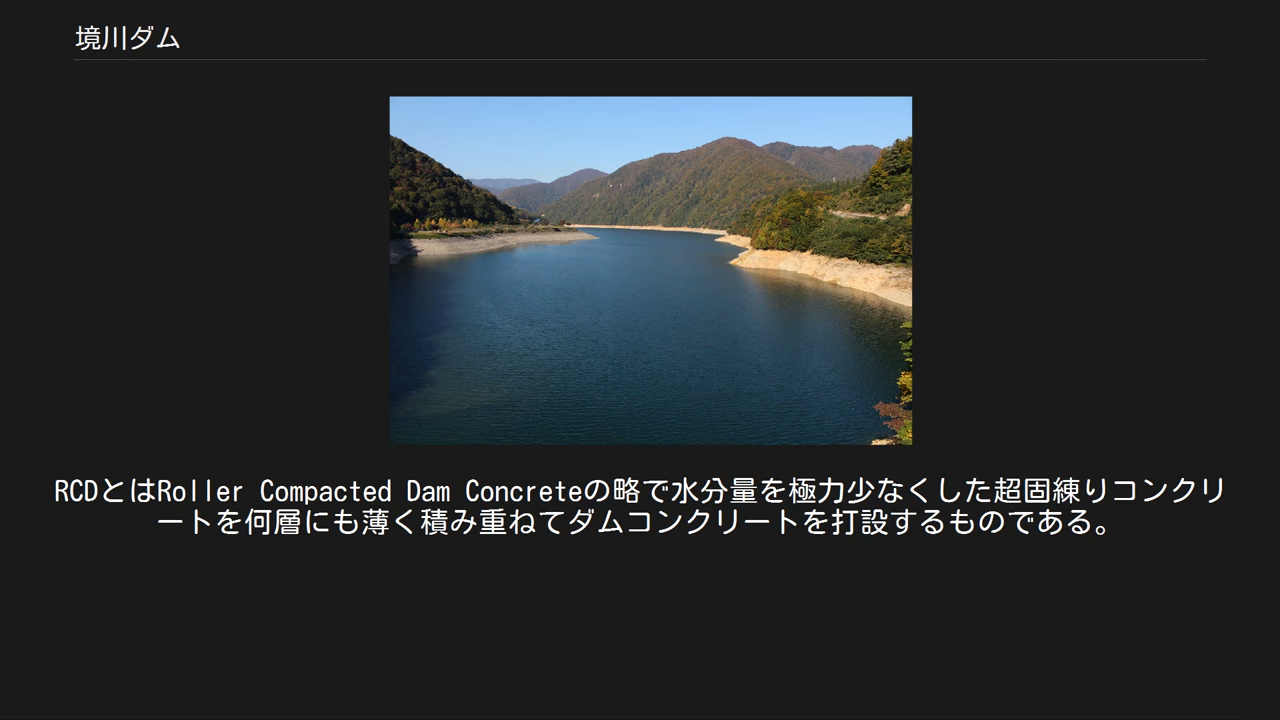 境川ダム
RCDとはRoller Compacted Dam Concreteの略で水分量を極力少なくした超固練りコンクリ
ートを何層にも薄く積み重ねてダムコンクリートを打設するものである。